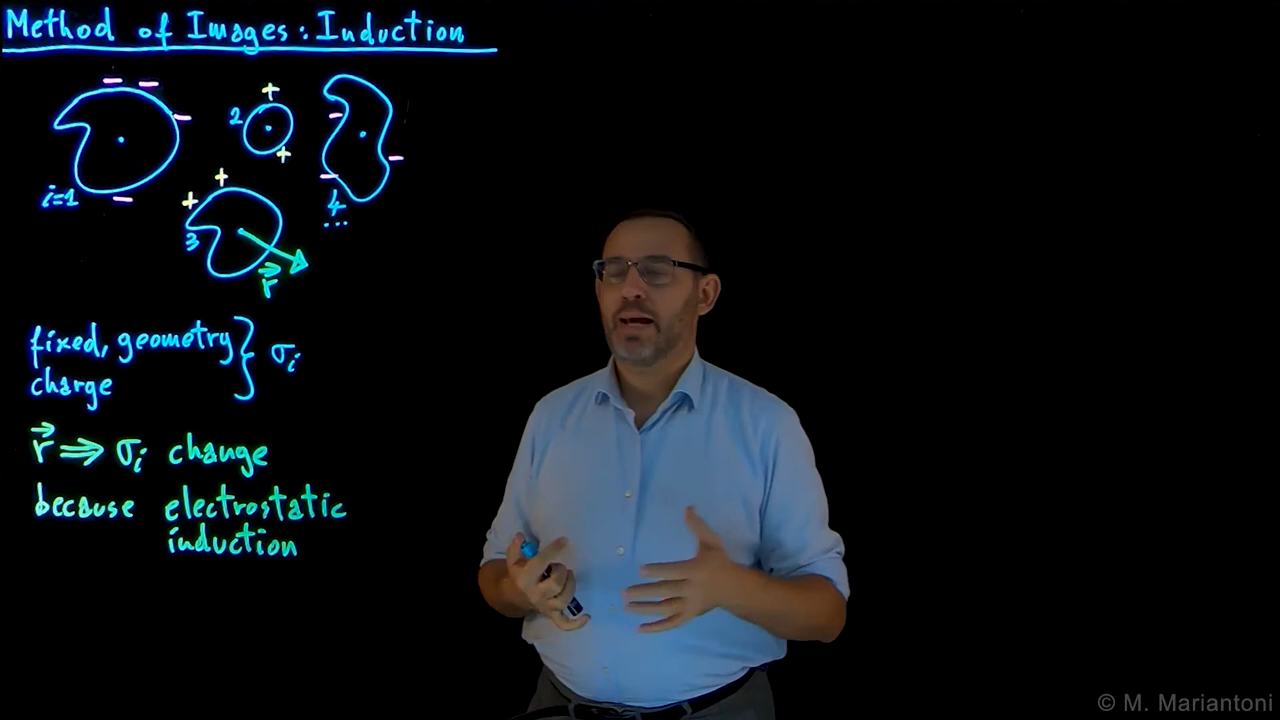 Method of Images: Induction
- - - -
i=1
+ +
2
- - -
4
...
+ +
3
r⃗
fixed, geometry } σᵢ
charge
r⃗ ⇒ σᵢ change
because electrostatic
induction
© M. Mariantoni